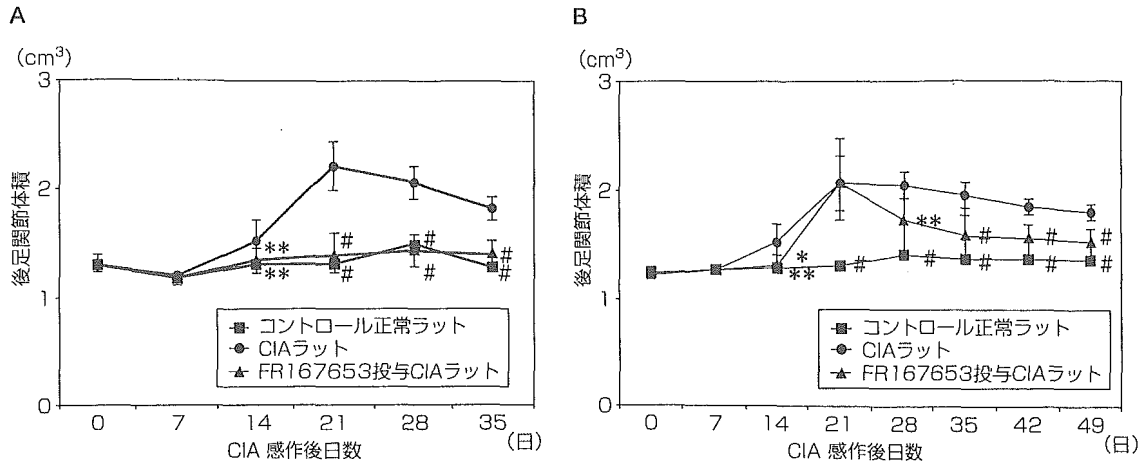 A
(cm³)
3
2
1
0
後足関節体積
**
**
#
#
#
#
#
#
コントロール正常ラット
CIAラット
FR167653投与CIAラット
0 7 14 21 28 35
(日)
CIA 感作後日数
B
(cm³)
3
2
1
0
後足関節体積
*
**
#
**
#
#
#
#
#
#
#
コントロール正常ラット
CIAラット
FR167653投与CIAラット
0 7 14 21 28 35 42 49
(日)
CIA 感作後日数